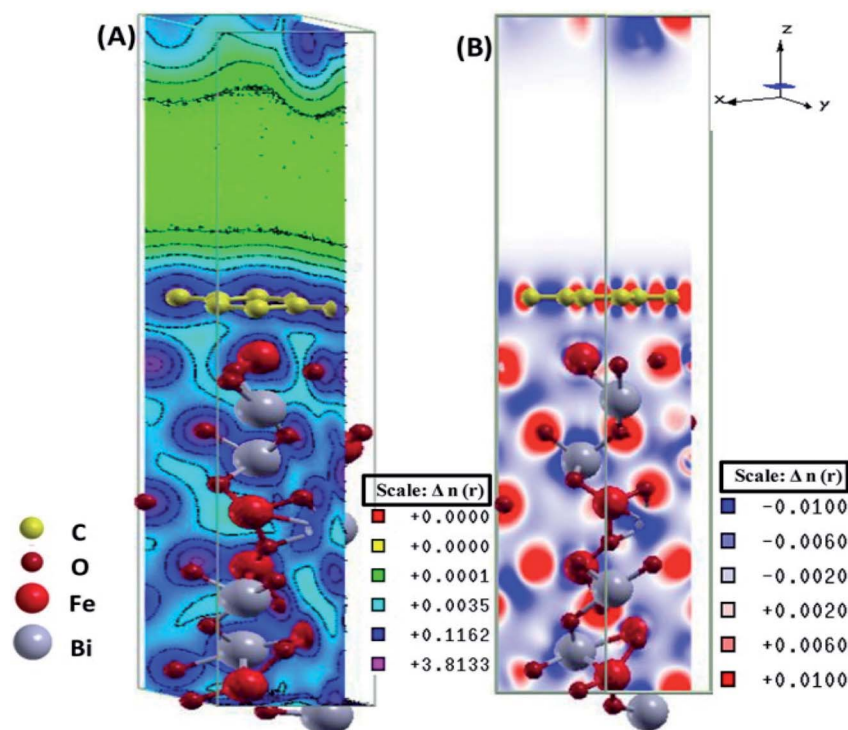 (A)
(B)
z
x
y
C
O
Fe
Bi
Scale: Δ n (r)
+0.0000
+0.0000
+0.0001
+0.0035
+0.1162
+3.8133
Scale: Δ n (r)
-0.0100
-0.0060
-0.0020
+0.0020
+0.0060
+0.0100